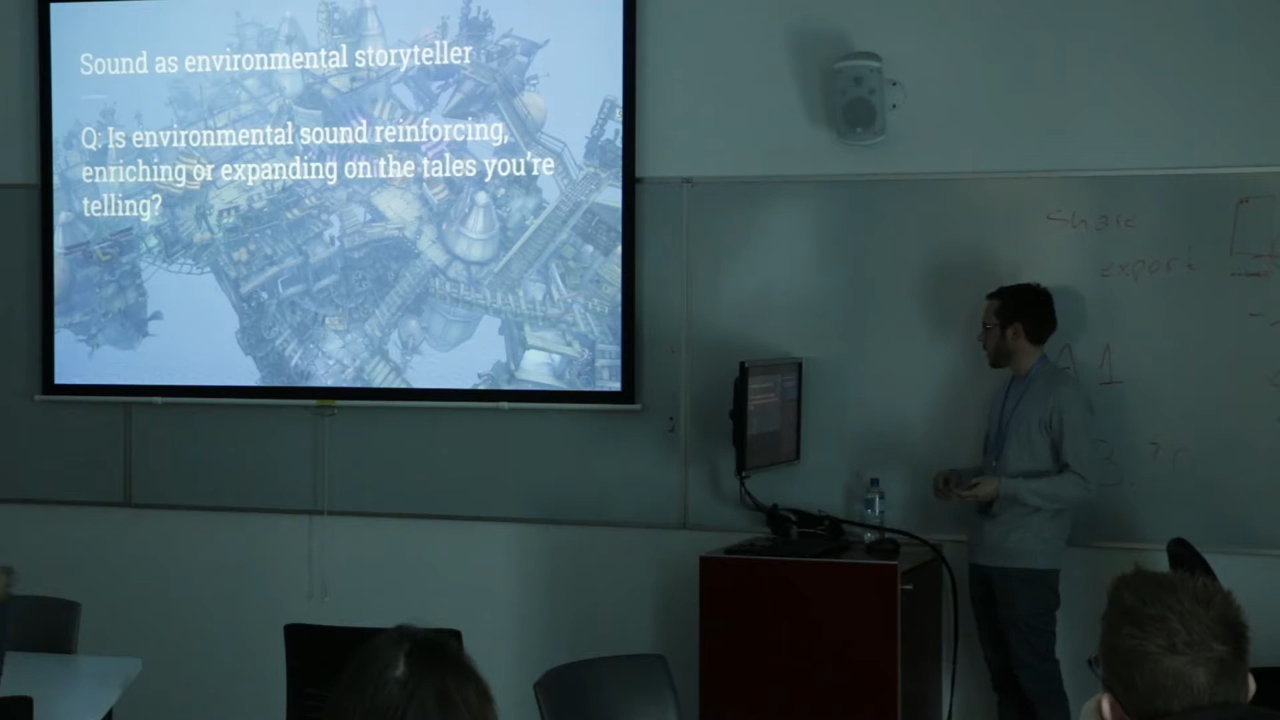 Sound as environmental storyteller
Q: Is environmental sound reinforcing,
enriching or expanding on the tales you're
telling?
Share
export
A 1